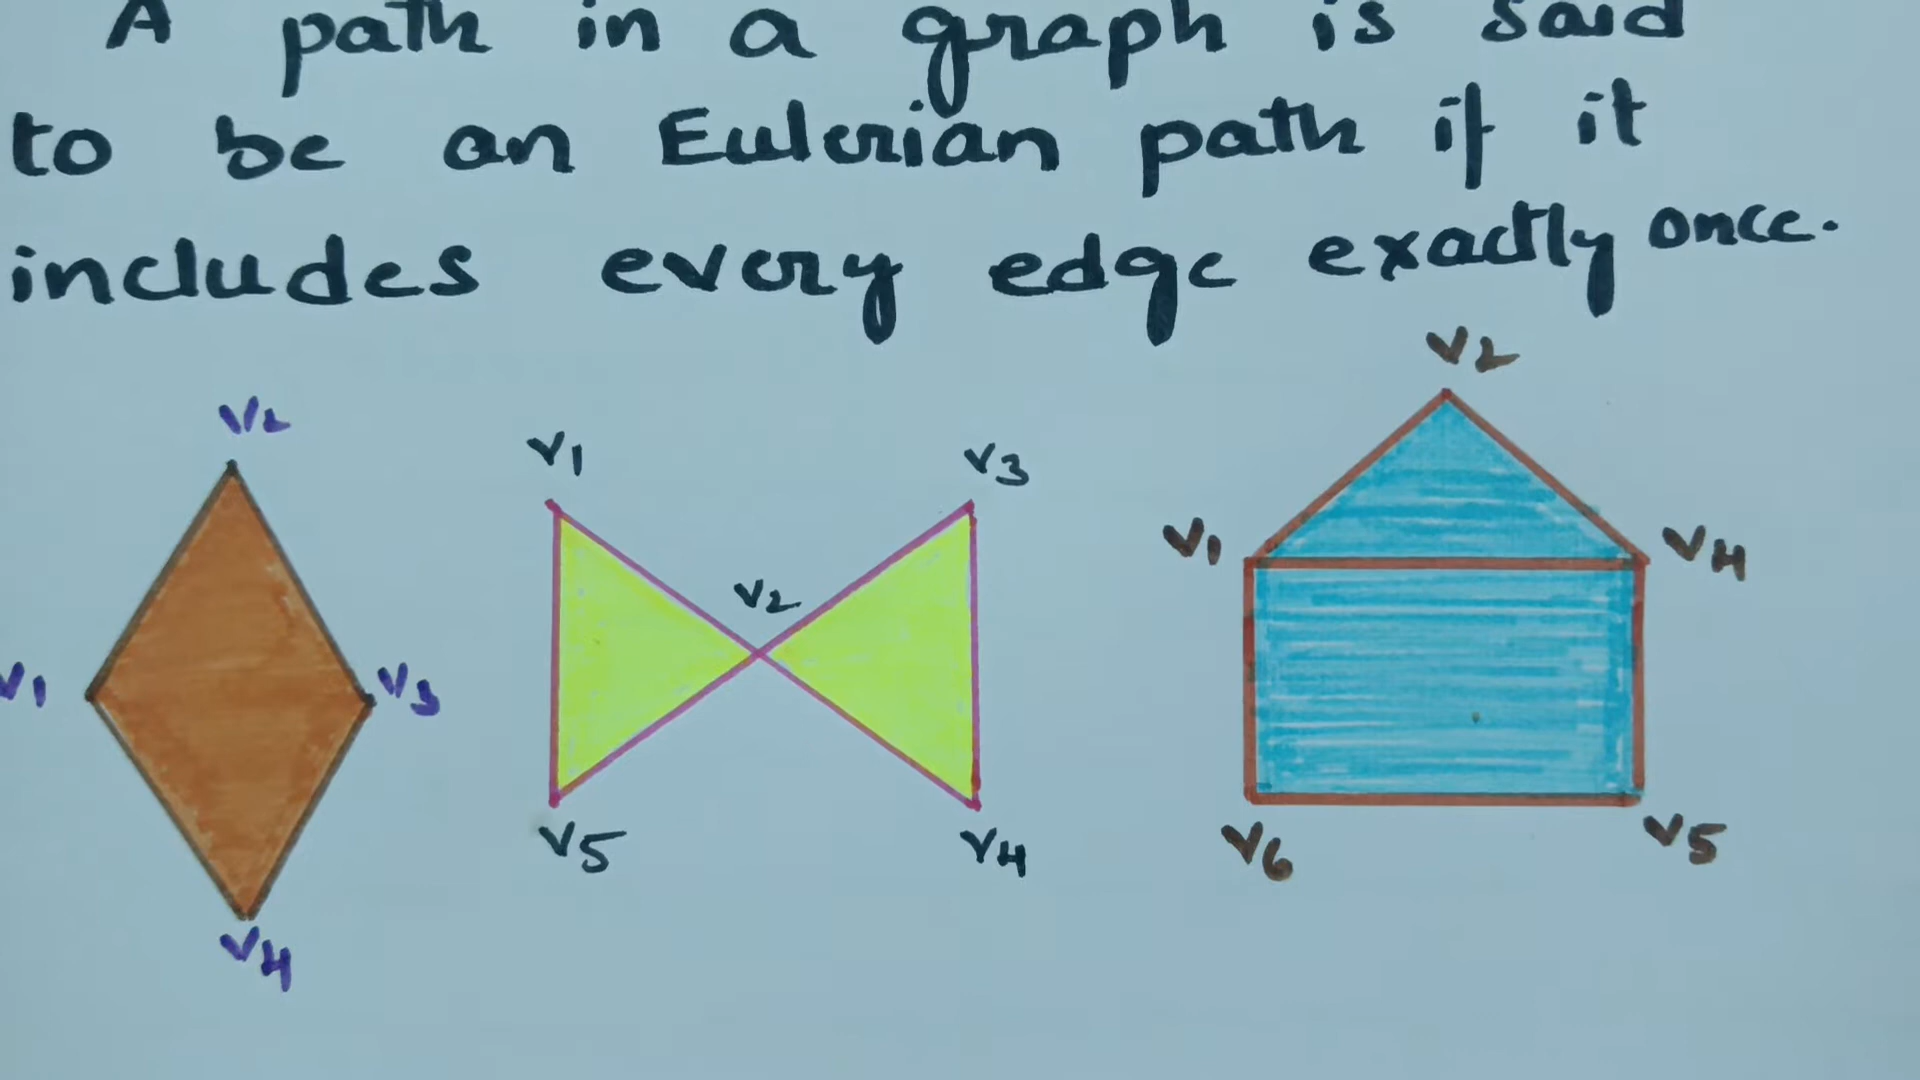 A path in a graph is said
to be an Eulerian path if it
includes every edge exactly once.
V2
V1
V3
V4
V1
V3
V2
V5
V4
V2
V1
V4
V6
V5